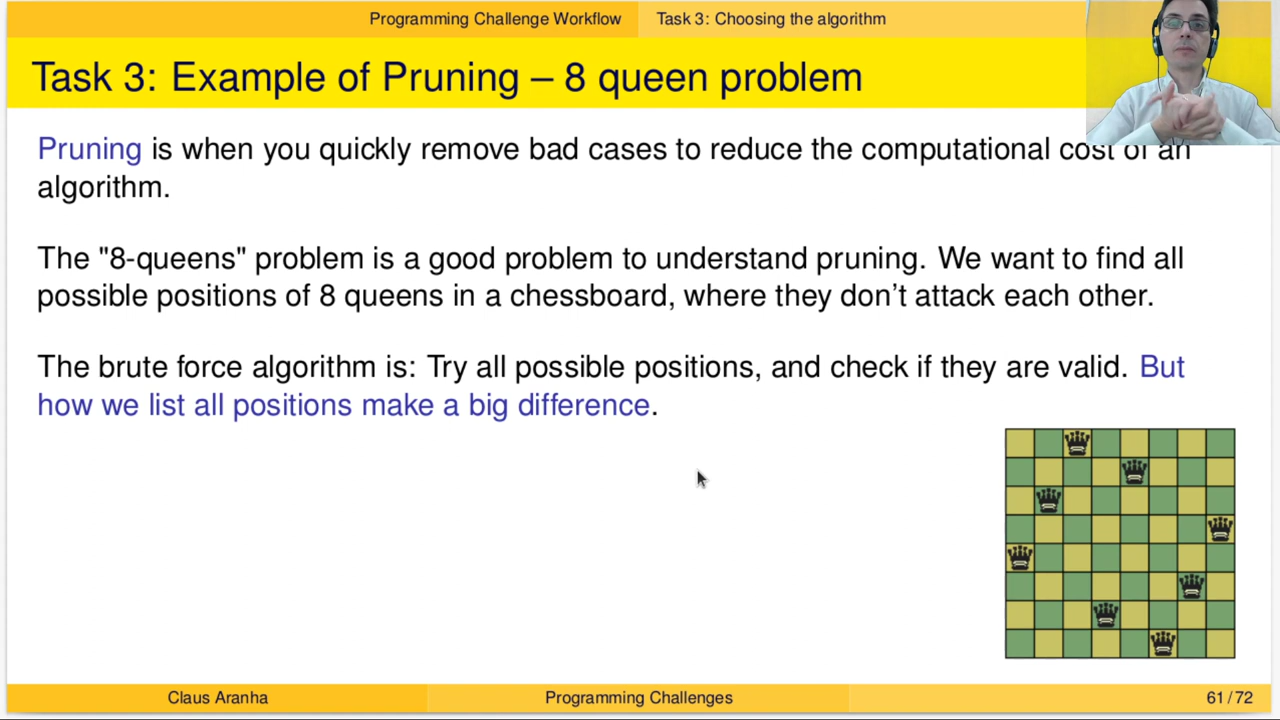 Programming Challenge Workflow Task 3: Choosing the algorithm
Task 3: Example of Pruning – 8 queen problem
Pruning is when you quickly remove bad cases to reduce the computational cost of an
algorithm.
The "8-queens" problem is a good problem to understand pruning. We want to find all
possible positions of 8 queens in a chessboard, where they don't attack each other.
The brute force algorithm is: Try all possible positions, and check if they are valid. But
how we list all positions make a big difference.
Claus Aranha Programming Challenges 61 / 72